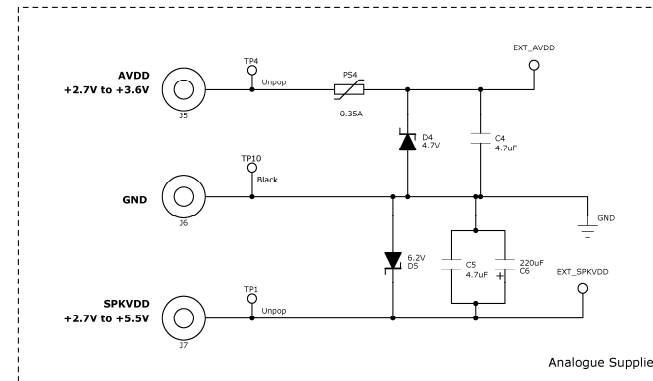 EXT_AVDD
TP4
PS4
AVDD
+2.7V to +3.6V
Unpop
J5
0.35A
D4
4.7V
C4
4.7uF
TP10
Black
GND
J6
GND
6.2V
D5
C5
4.7uF
220uF
C6
+
EXT_SPKVDD
TP1
SPKVDD
+2.7V to +5.5V
Unpop
J7
Analogue Supplie